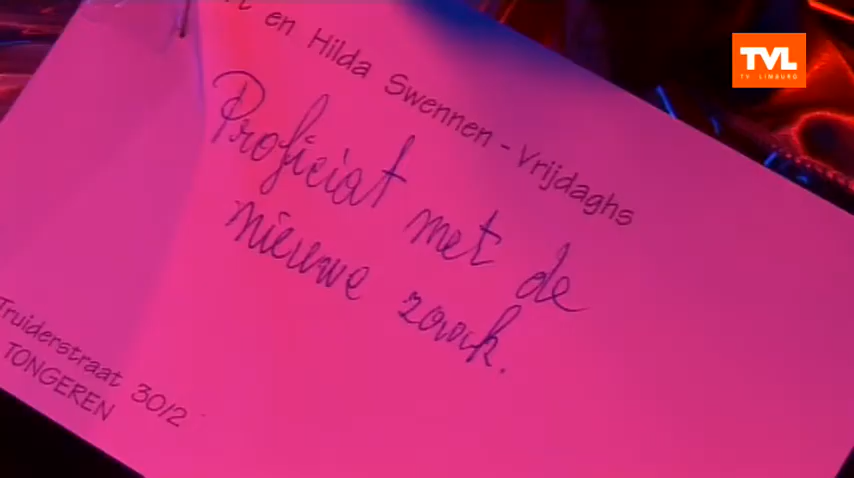 TVL
TV LIMBURG
en Hilda Swennen - Vrijdaghs
Proficiat met de
nieuwe zaak.
Truiderstraat 30/2
TONGEREN